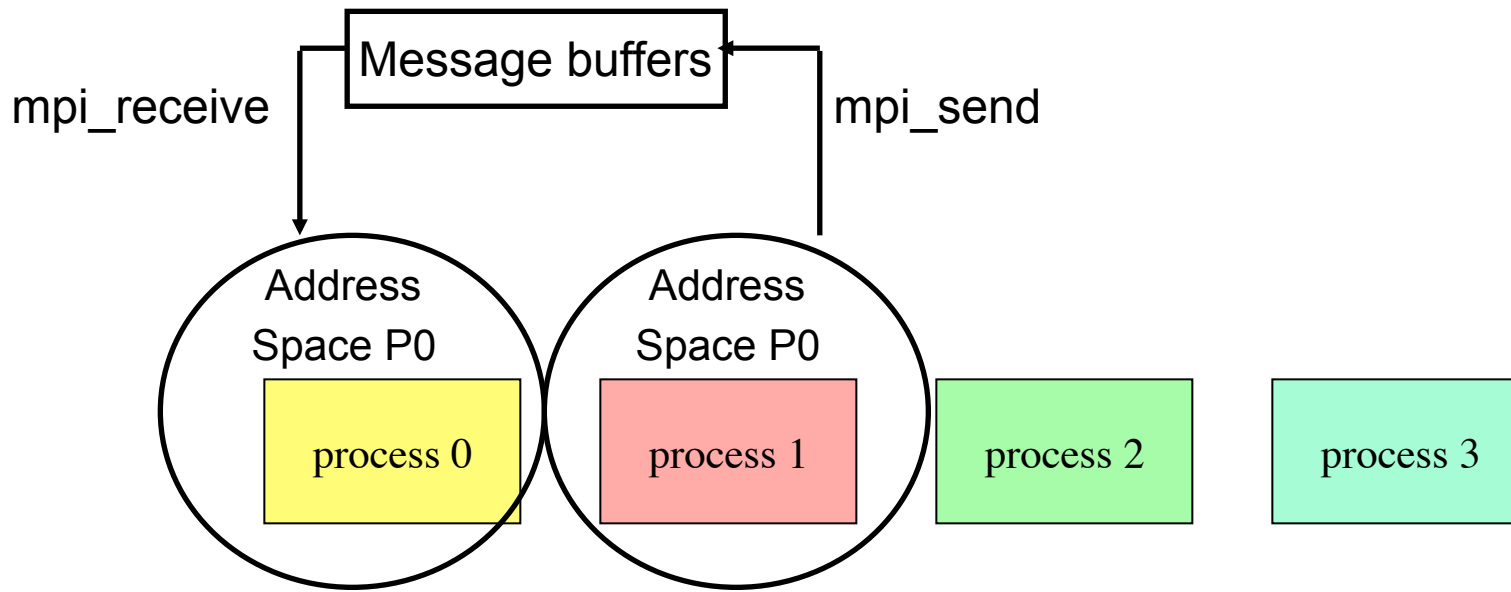 Message buffers
mpi_receive
mpi_send
Address
Space P0
Address
Space P0
process 0
process 1
process 2
process 3